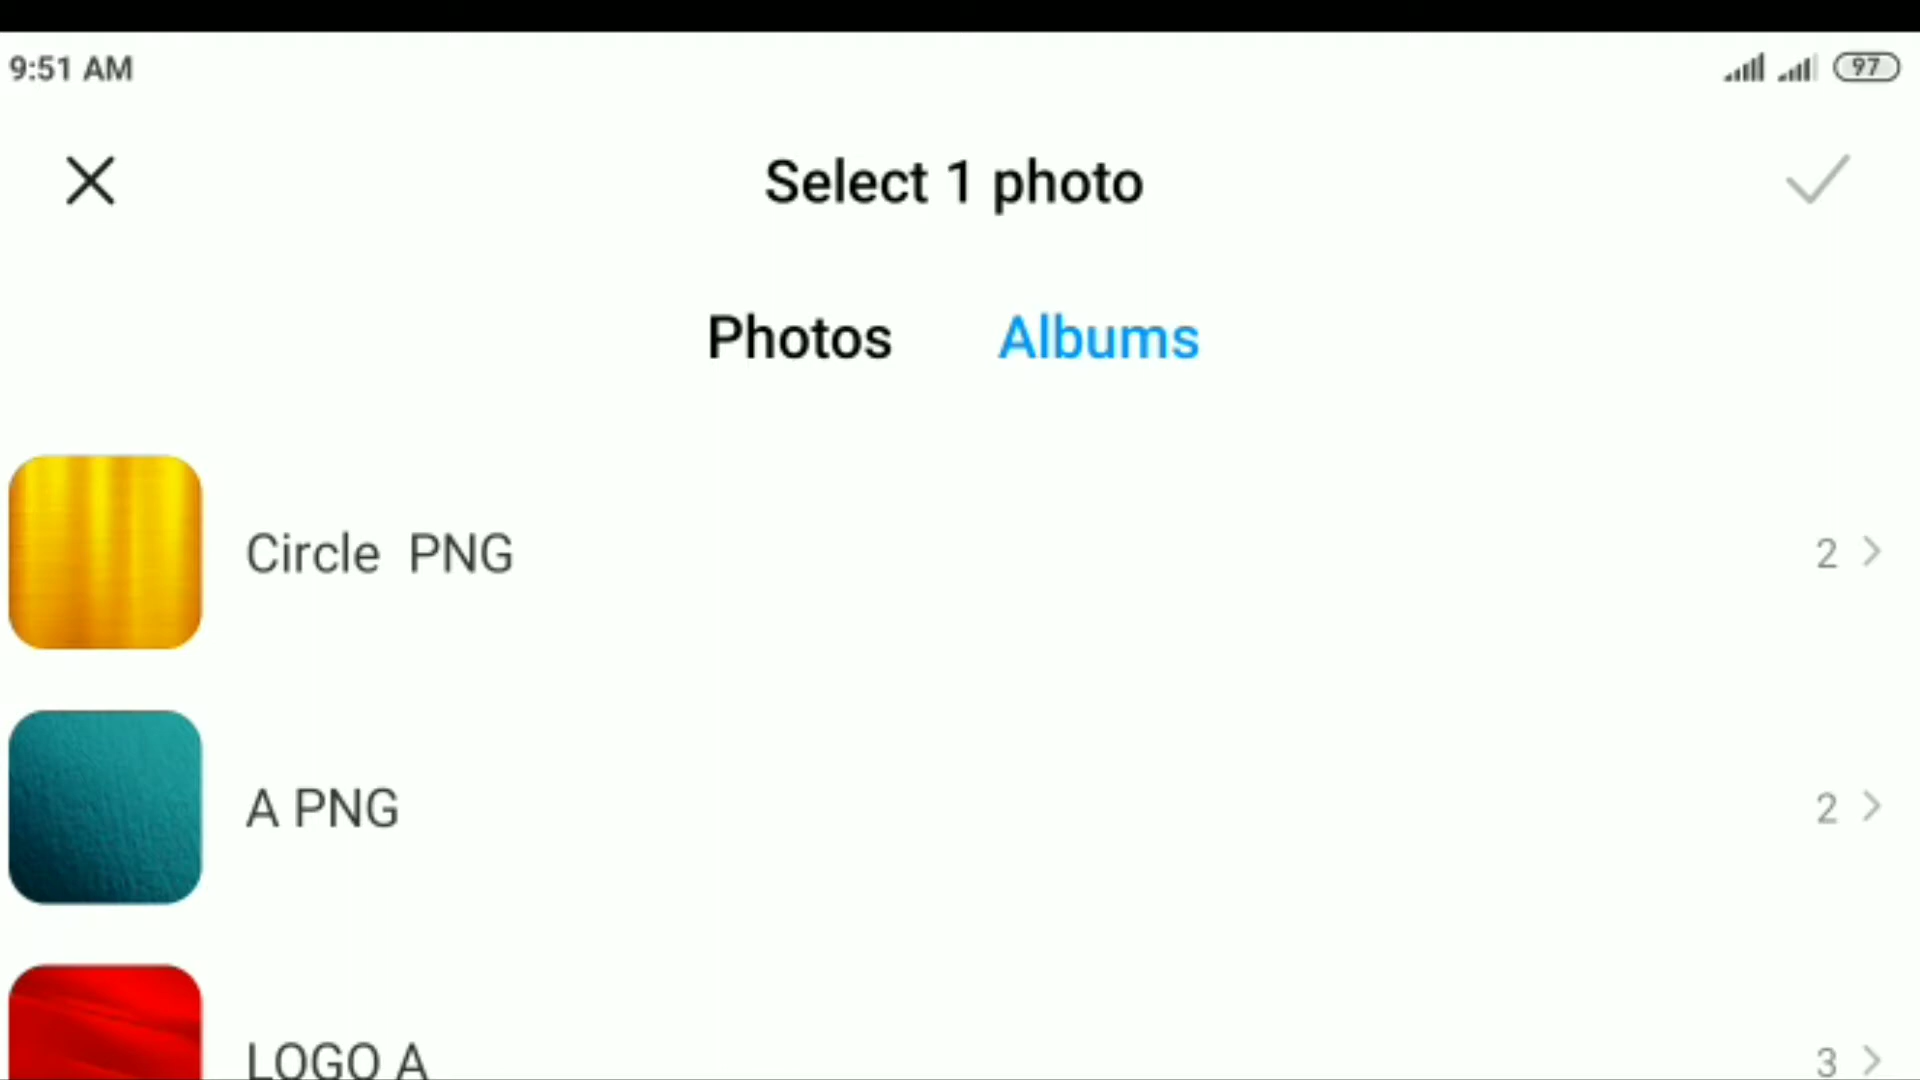 9:51 AM
97
Select 1 photo
Photos
Albums
Circle  PNG
2
A PNG
2
LOGO A
3